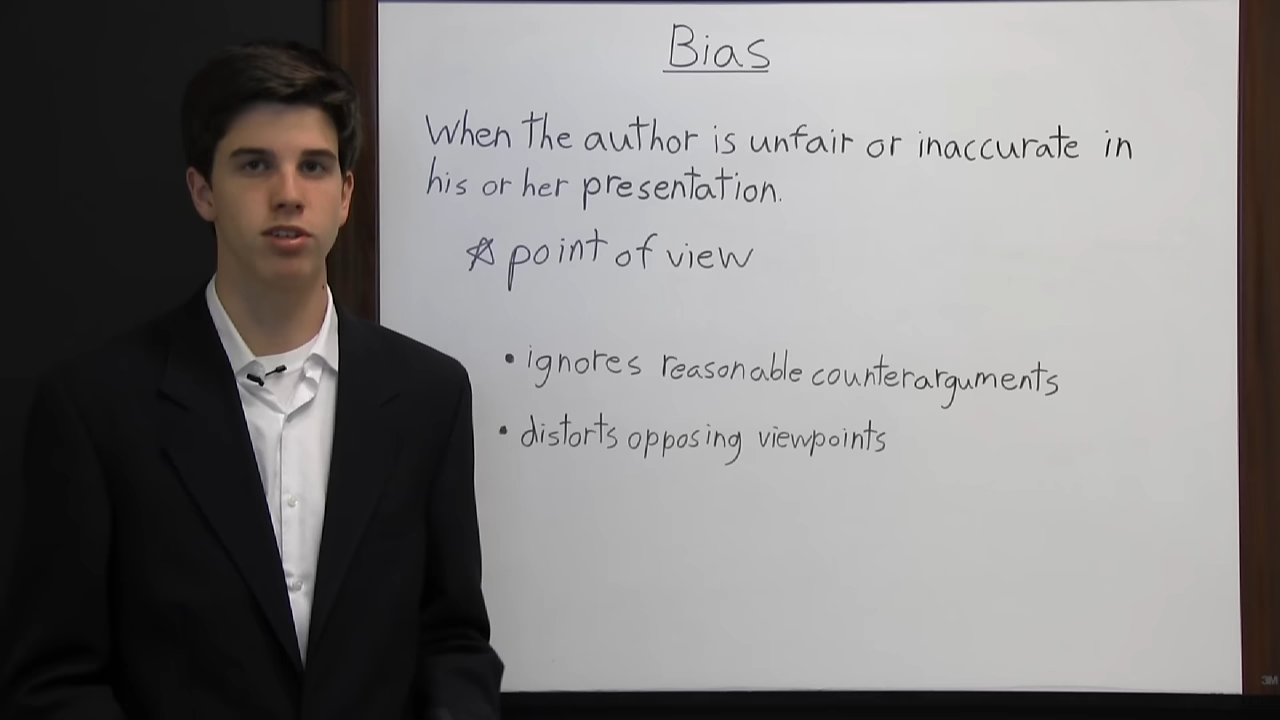 Bias
When the author is unfair or inaccurate in
his or her presentation.
☆ point of view
• ignores reasonable counterarguments
• distorts opposing viewpoints
3M